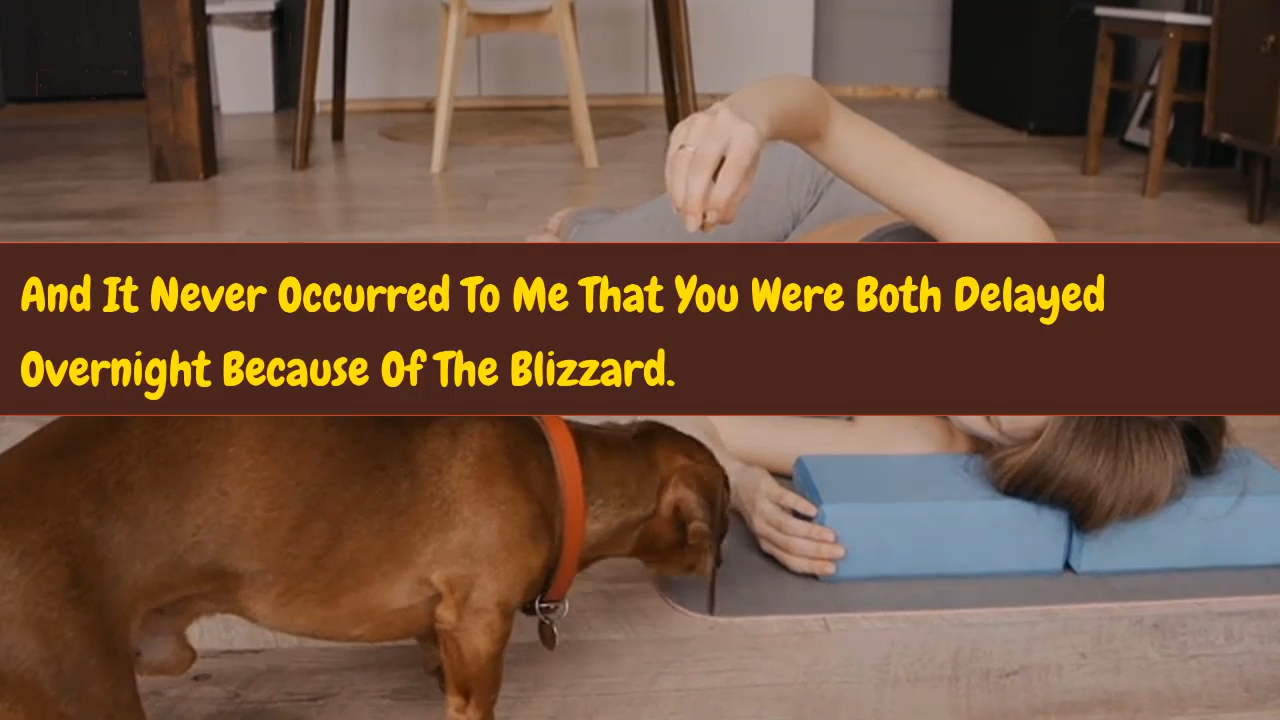 And It Never Occurred To Me That You Were Both Delayed
Overnight Because Of The Blizzard.